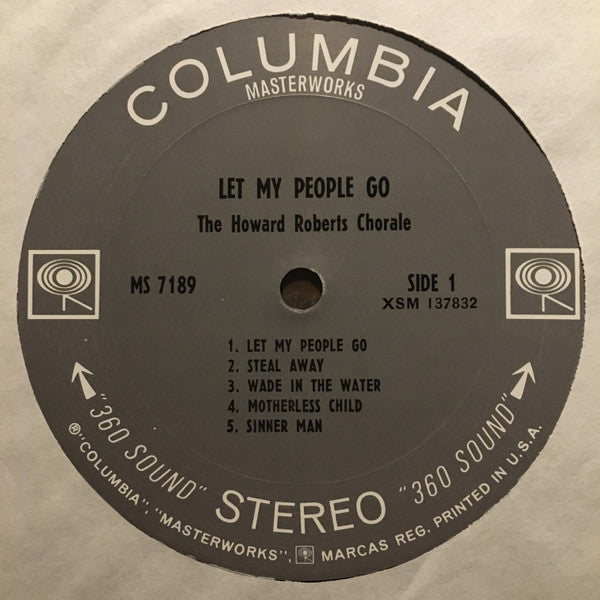 COLUMBIA
MASTERWORKS
LET MY PEOPLE GO
The Howard Roberts Chorale
MS 7189
SIDE 1
XSM 137832
1. LET MY PEOPLE GO
2. STEAL AWAY
3. WADE IN THE WATER
4. MOTHERLESS CHILD
5. SINNER MAN
"360 SOUND" STEREO "360 SOUND"
Ⓡ"COLUMBIA", "MASTERWORKS", MARCAS REG. PRINTED IN U.S.A.